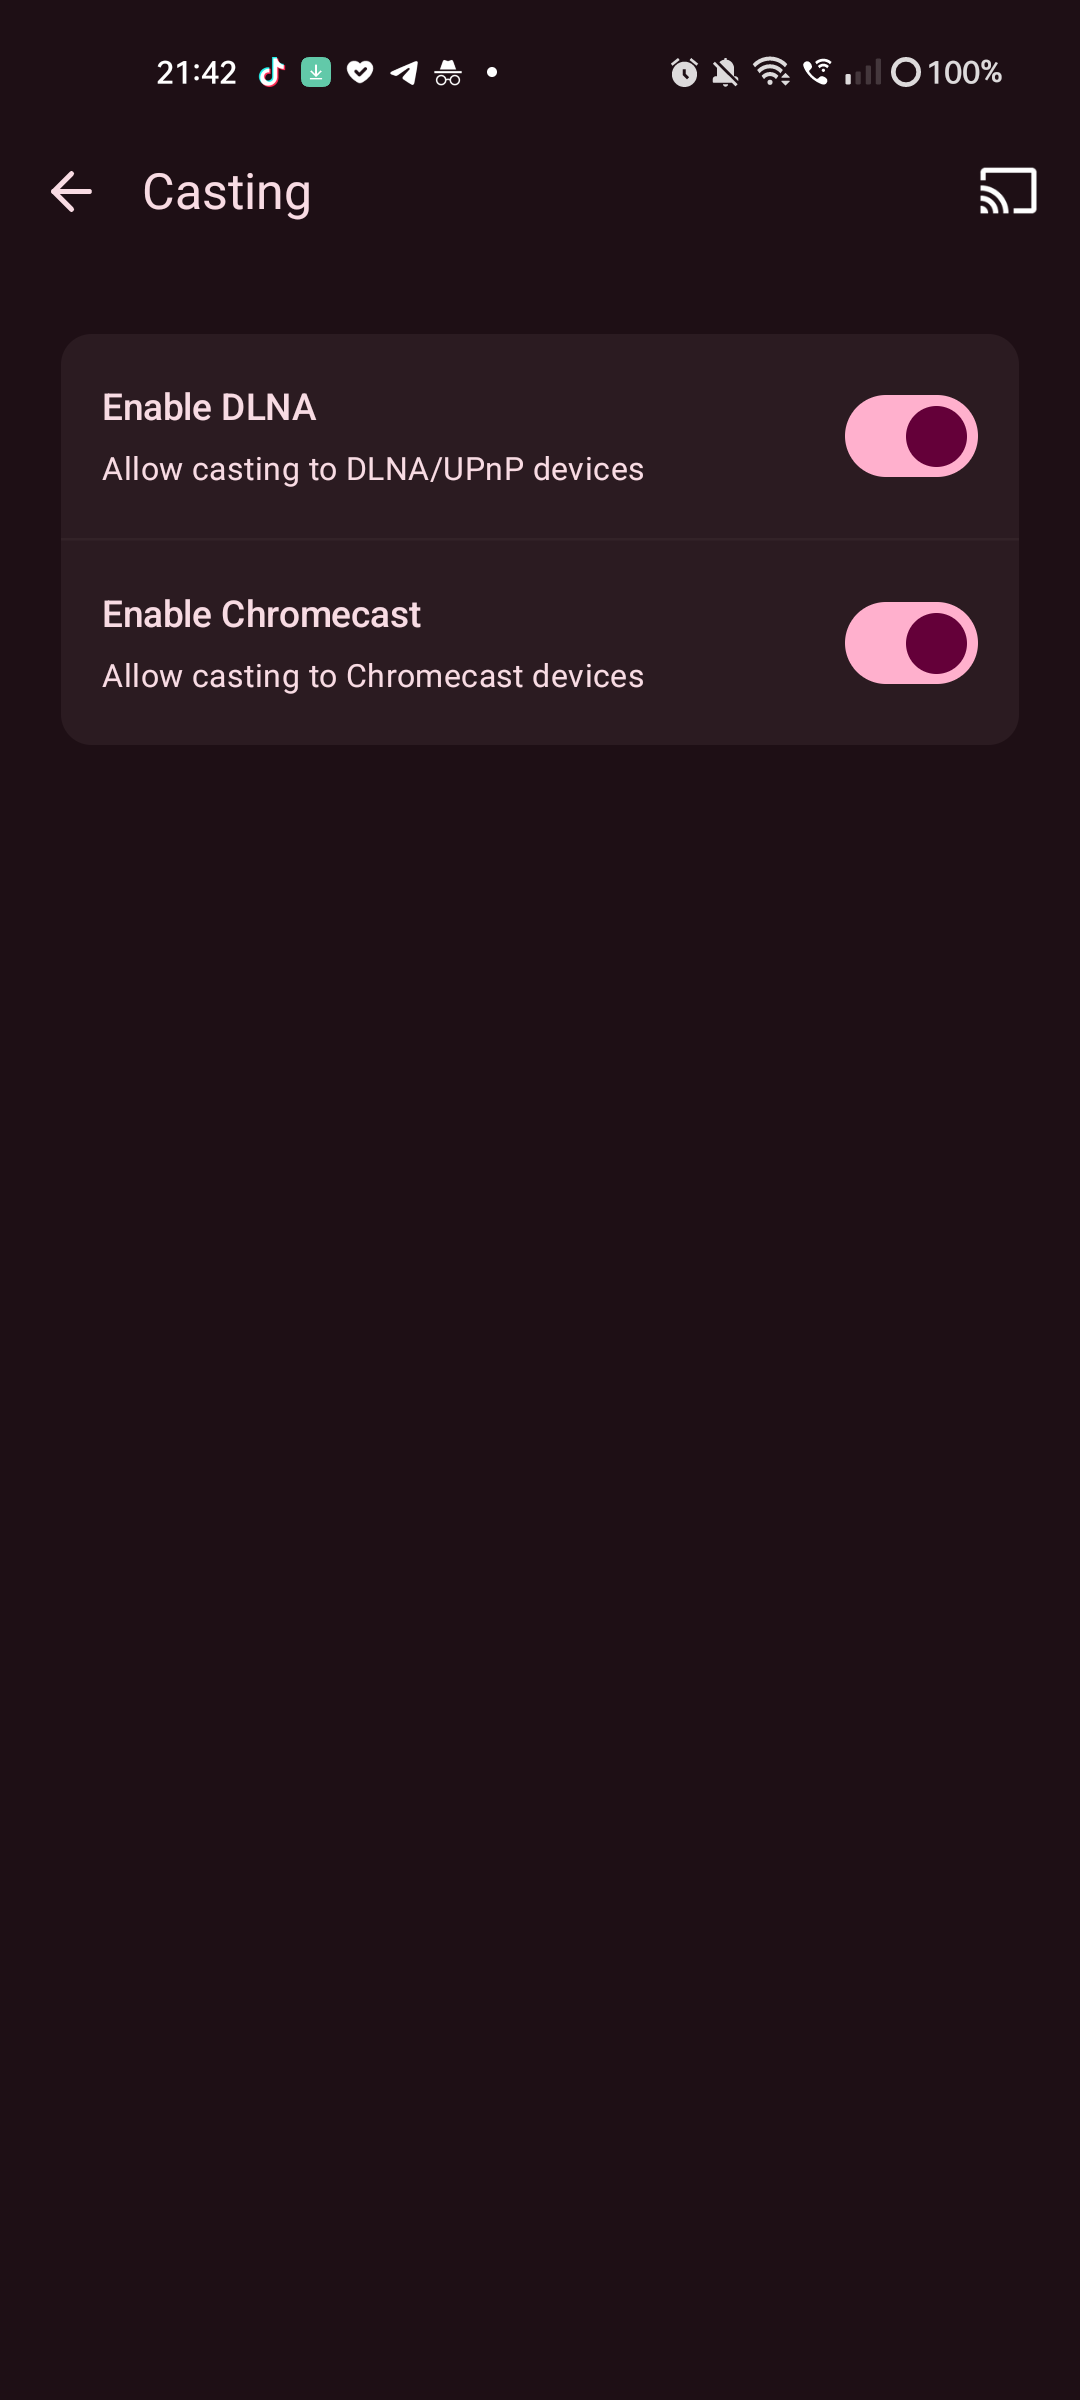 21:42
100%
Casting
Enable DLNA
Allow casting to DLNA/UPnP devices
Enable Chromecast
Allow casting to Chromecast devices